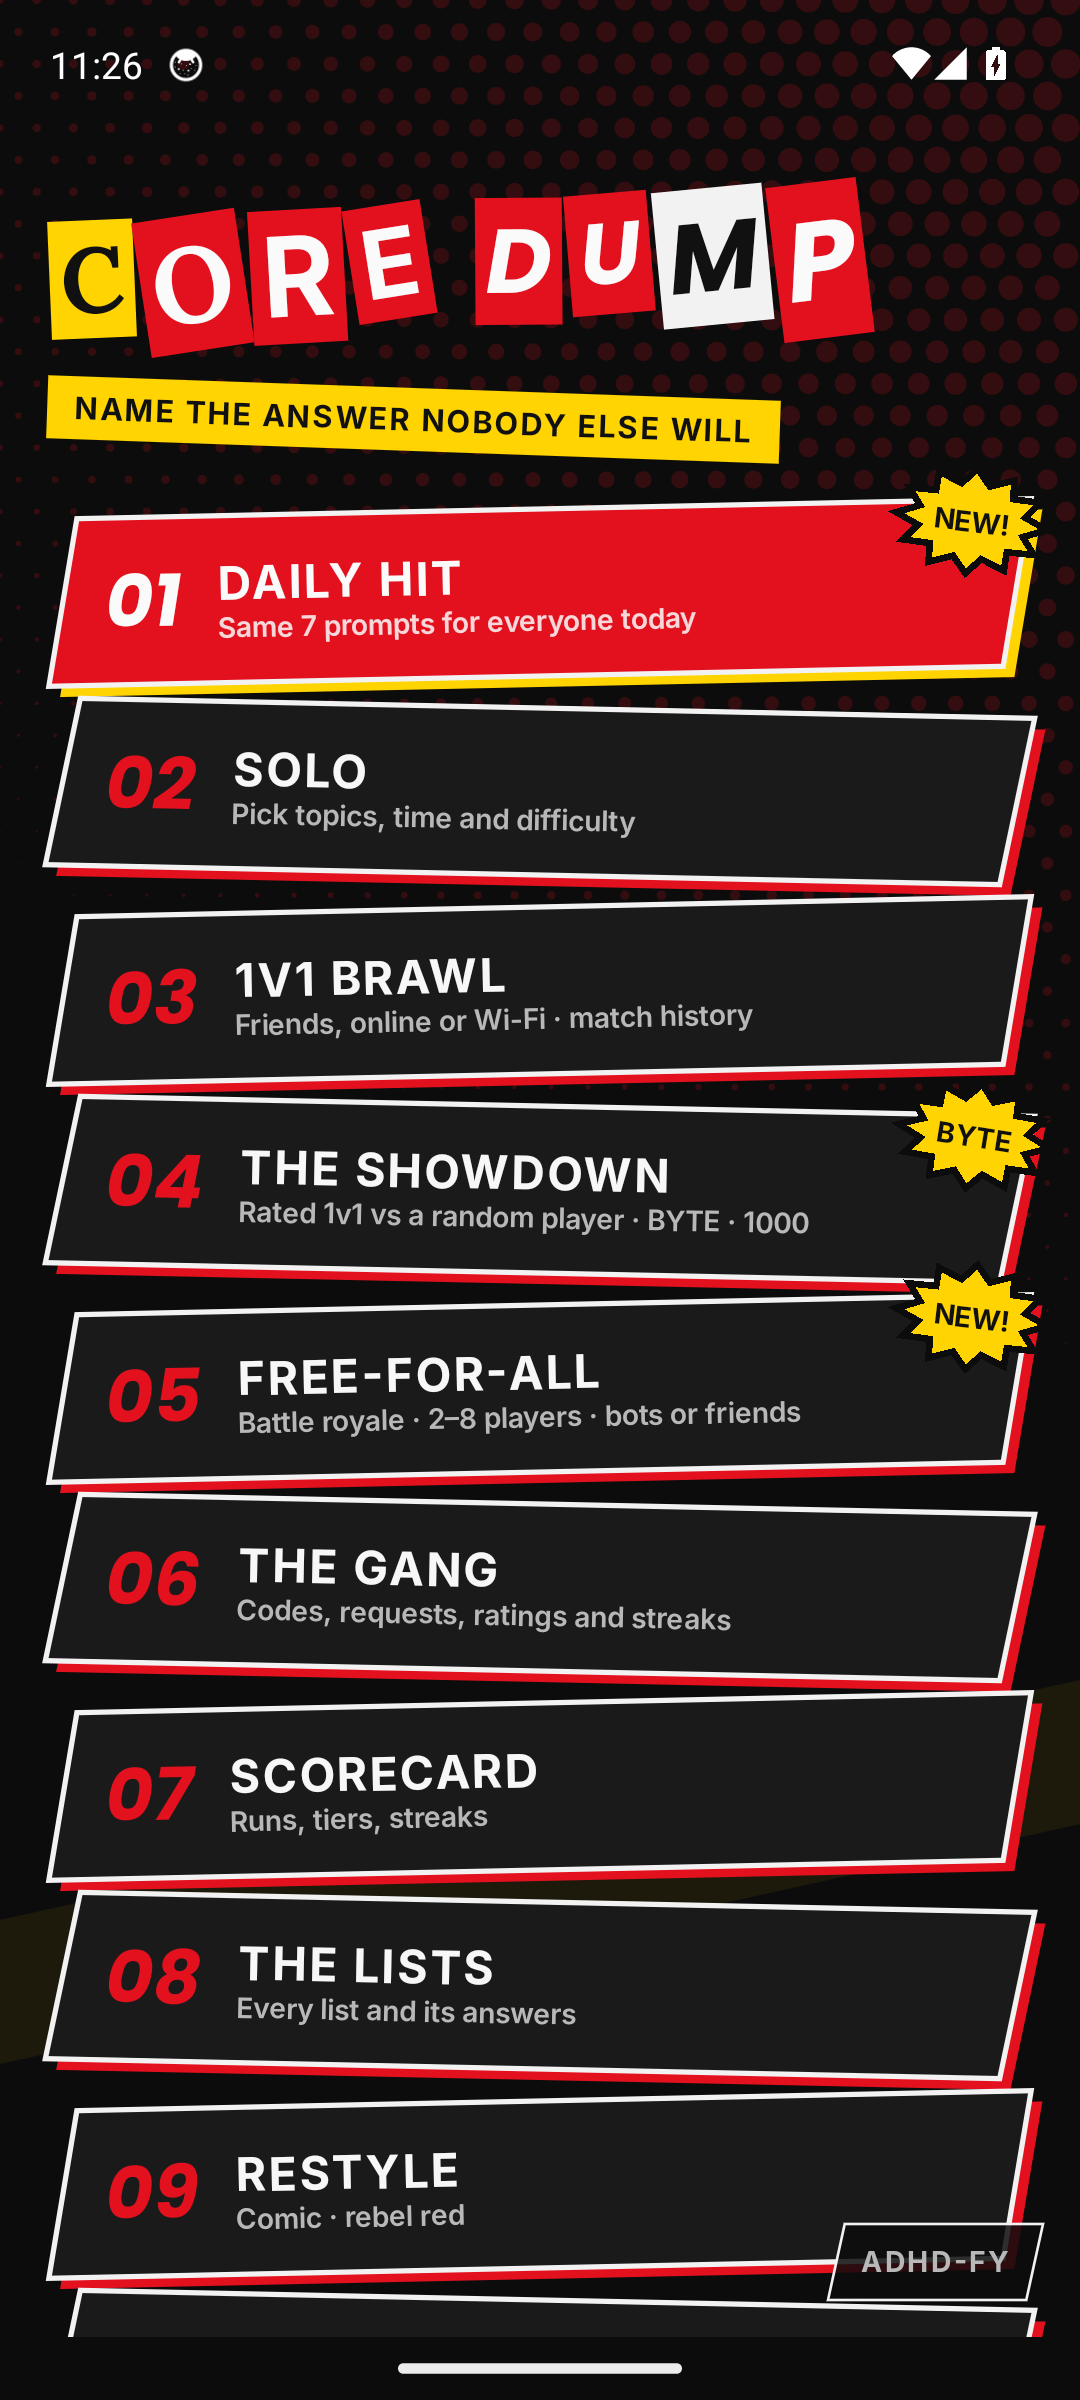 11:26
CORE DUMP
NAME THE ANSWER NOBODY ELSE WILL
NEW!
01 DAILY HIT
Same 7 prompts for everyone today
02 SOLO
Pick topics, time and difficulty
03 1V1 BRAWL
Friends, online or Wi-Fi · match history
BYTE
04 THE SHOWDOWN
Rated 1v1 vs a random player · BYTE · 1000
NEW!
05 FREE-FOR-ALL
Battle royale · 2–8 players · bots or friends
06 THE GANG
Codes, requests, ratings and streaks
07 SCORECARD
Runs, tiers, streaks
08 THE LISTS
Every list and its answers
09 RESTYLE
Comic · rebel red
ADHD-FY